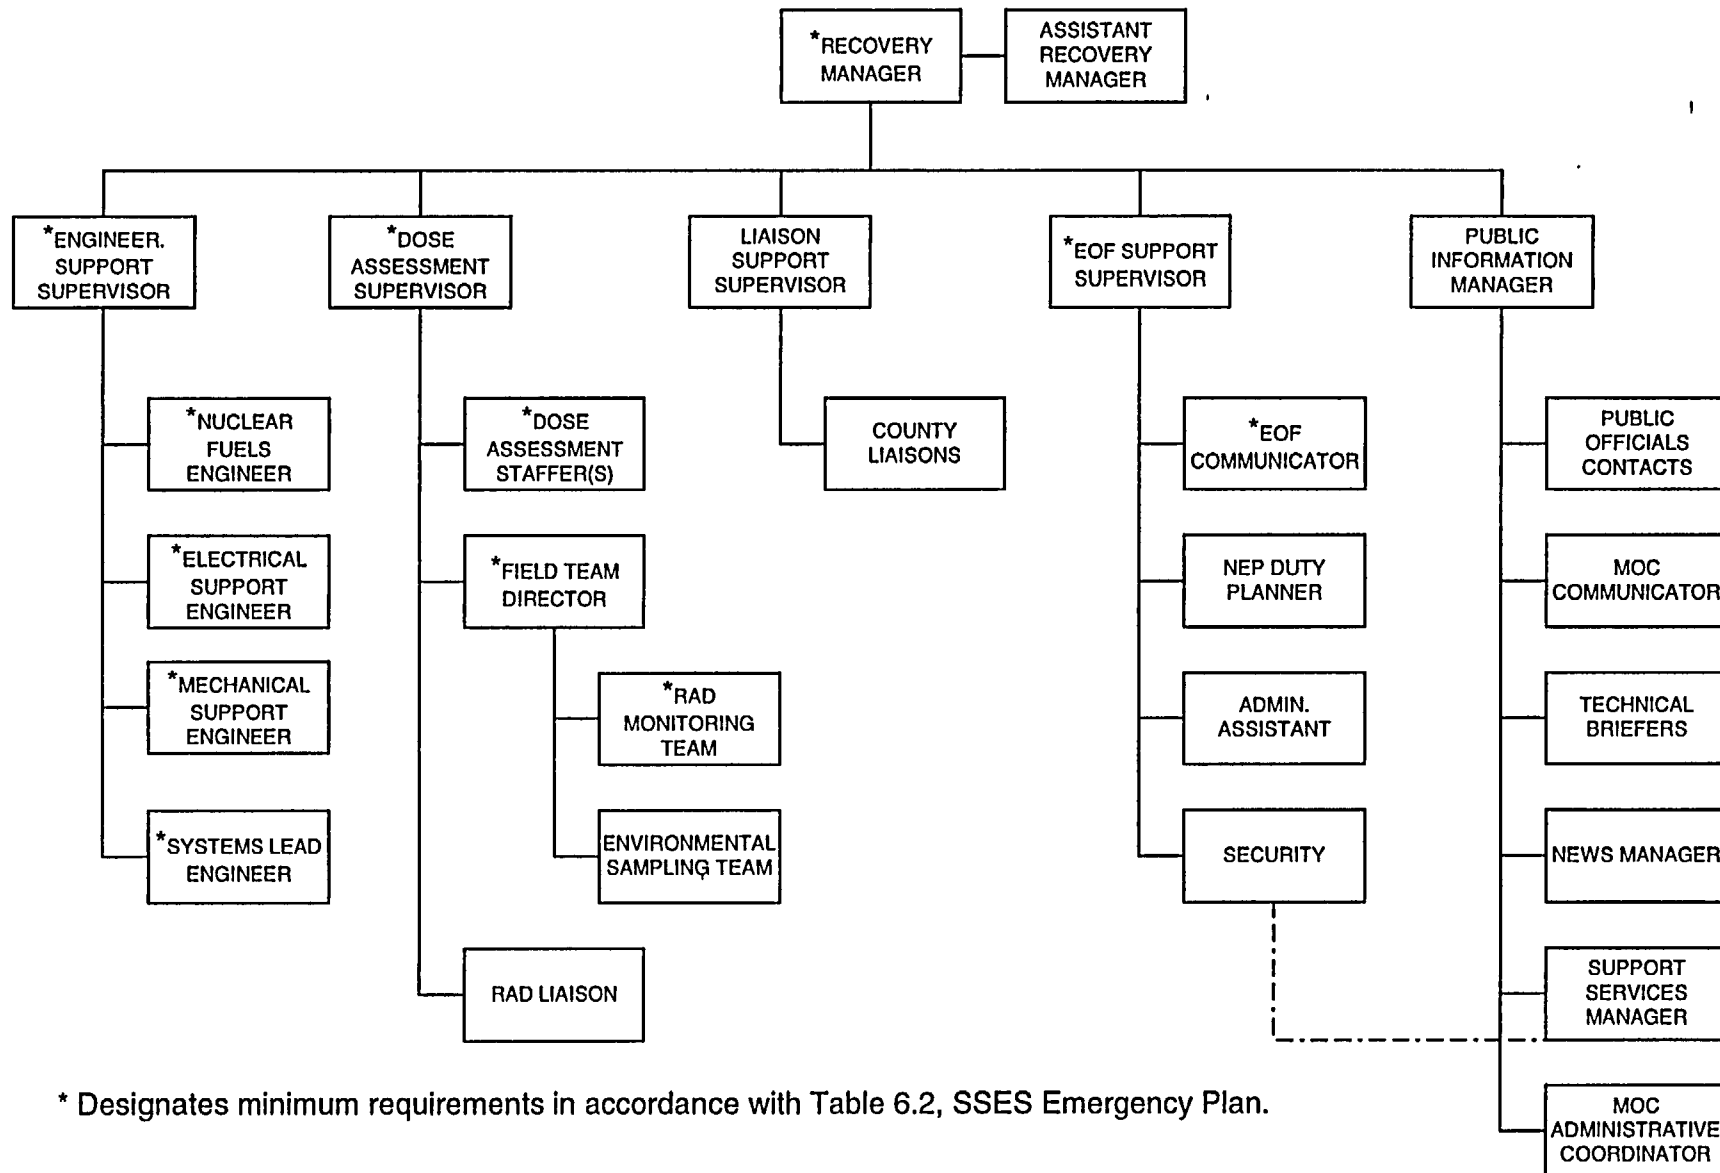 *RECOVERY
MANAGER
ASSISTANT
RECOVERY
MANAGER
*ENGINEER.
SUPPORT
SUPERVISOR
*DOSE
ASSESSMENT
SUPERVISOR
LIAISON
SUPPORT
SUPERVISOR
*EOF SUPPORT
SUPERVISOR
PUBLIC
INFORMATION
MANAGER
*NUCLEAR
FUELS
ENGINEER
*ELECTRICAL
SUPPORT
ENGINEER
*MECHANICAL
SUPPORT
ENGINEER
*SYSTEMS LEAD
ENGINEER
*DOSE
ASSESSMENT
STAFFER(S)
*FIELD TEAM
DIRECTOR
*RAD
MONITORING
TEAM
ENVIRONMENTAL
SAMPLING TEAM
RAD LIAISON
COUNTY
LIAISONS
*EOF
COMMUNICATOR
NEP DUTY
PLANNER
ADMIN.
ASSISTANT
SECURITY
PUBLIC
OFFICIALS
CONTACTS
MOC
COMMUNICATOR
TECHNICAL
BRIEFERS
NEWS MANAGER
SUPPORT
SERVICES
MANAGER
MOC
ADMINISTRATIVE
COORDINATOR
* Designates minimum requirements in accordance with Table 6.2, SSES Emergency Plan.